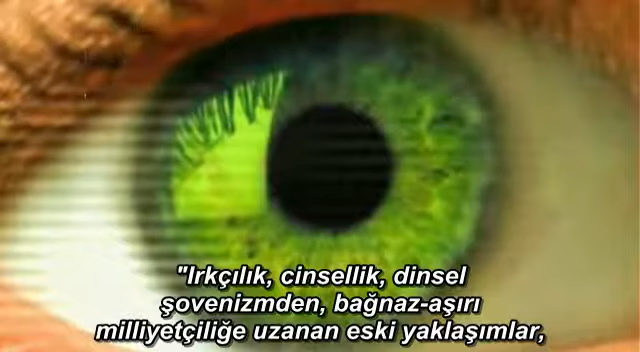 "Irkçılık, cinsellik, dinsel
şovenizmden, bağnaz-aşırı
milliyetçiliğe uzanan eski yaklaşımlar,